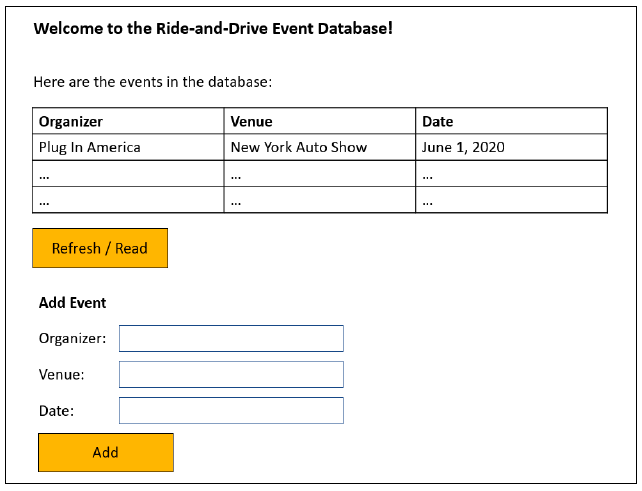 Welcome to the Ride-and-Drive Event Database!
Here are the events in the database:
Organizer Venue Date
Plug In America New York Auto Show June 1, 2020
... ... ...
... ... ...
Refresh / Read
Add Event
Organizer:
Venue:
Date:
Add